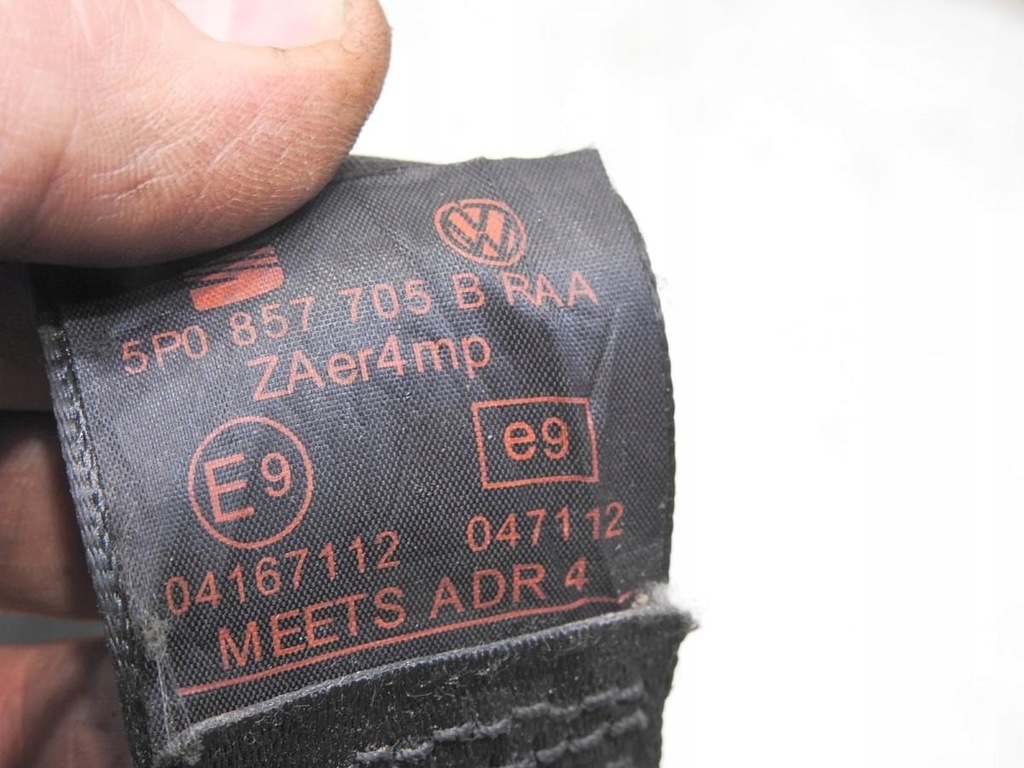 5P0 857 705 B RAA
ZAer4mp
E9 e9
04167112 047112
MEETS ADR 4